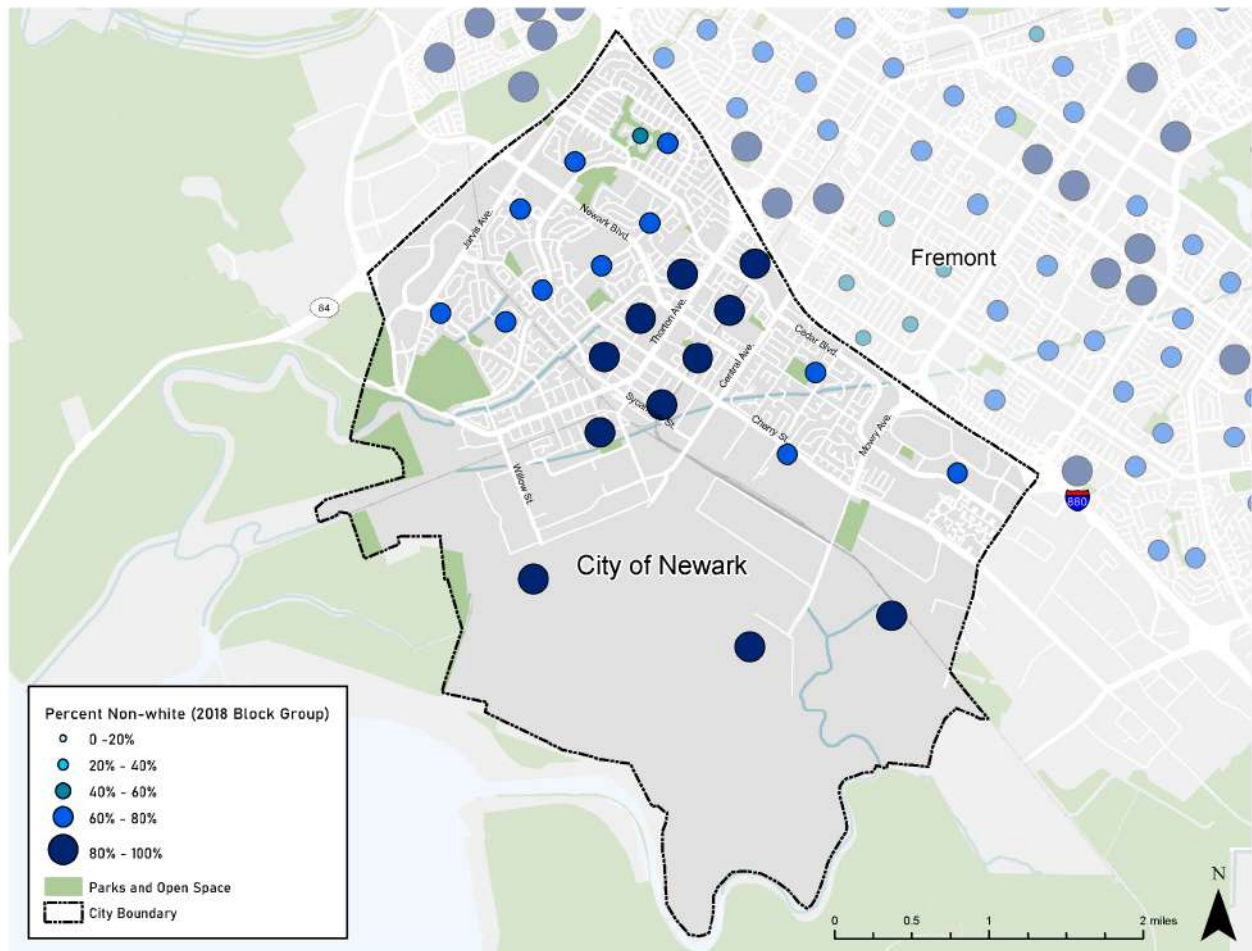 Jarvis Ave.
Newark Blvd.
Fremont
84
Thorton Ave.
Central Ave.
Cedar Blvd.
Sycamore St.
Cherry St.
Mowry Ave.
Willow St.
880
City of Newark
Percent Non-white (2018 Block Group)
0 -20%
20% - 40%
40% - 60%
60% - 80%
80% - 100%
Parks and Open Space
City Boundary
N
0 0.5 1 2 miles